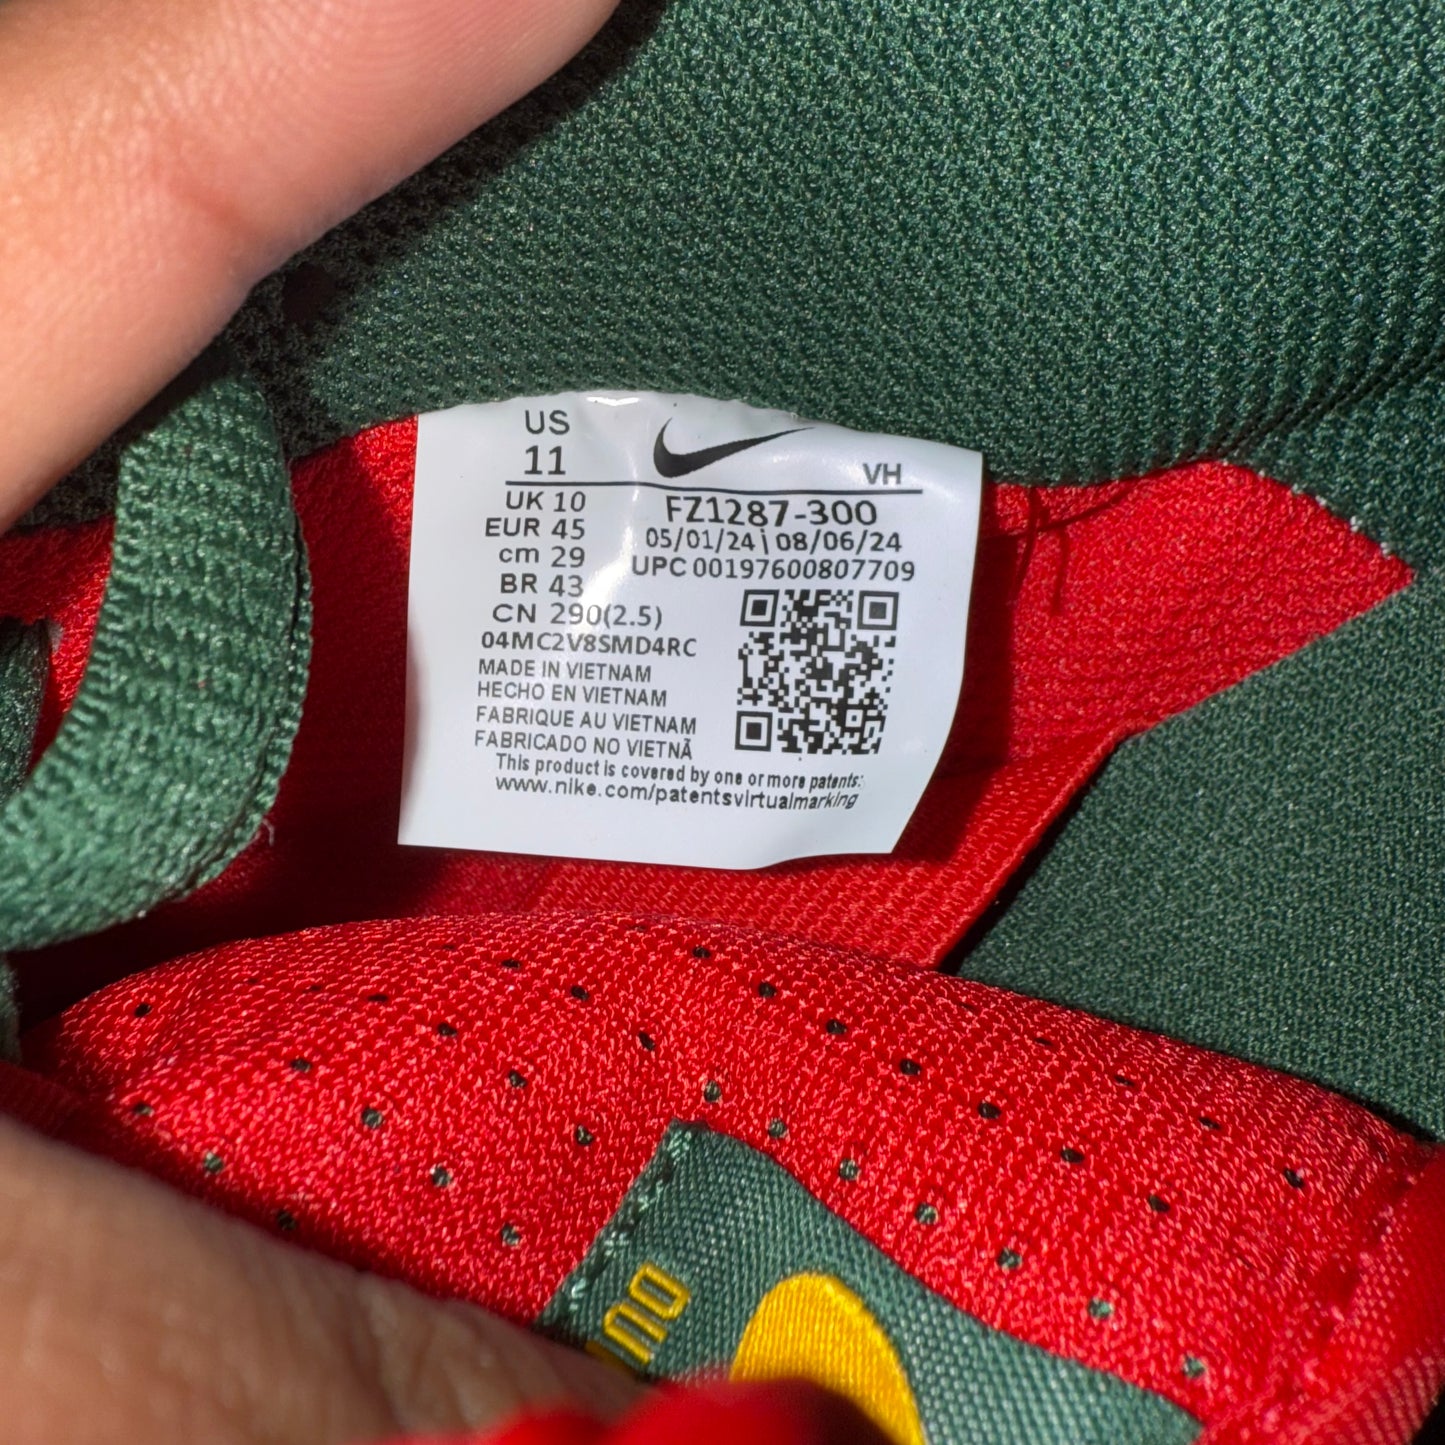 US
11
VH
UK 10
EUR 45
cm 29
BR 43
CN 290(2.5)
FZ1287-300
05/01/24\08/06/24
UPC 00197600807709
04MC2V8SMD4RC
MADE IN VIETNAM
HECHO EN VIETNAM
FABRIQUE AU VIETNAM
FABRICADO NO VIETNÃ
This product is covered by one or more patents:
www.nike.com/patentsvirtualmarking